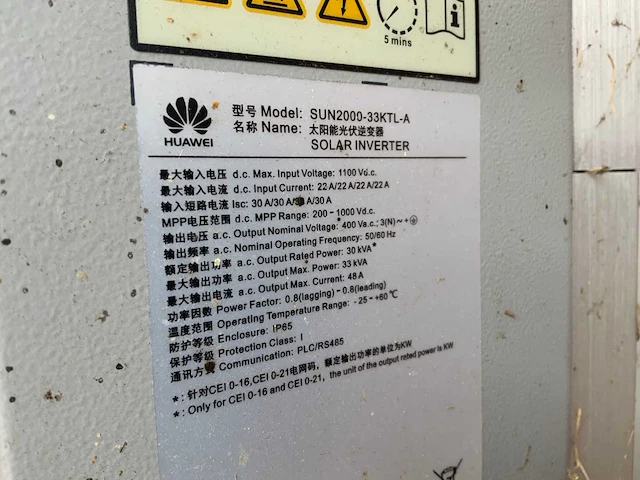 5 mins
HUAWEI
型号 Model: SUN2000-33KTL-A
名称 Name: 太阳能光伏逆变器
SOLAR INVERTER
最大输入电压 d.c. Max. Input Voltage: 1100 Vd.c.
最大输入电流 d.c. Input Current: 22 A/22 A/22 A/22 A
输入短路电流 Isc: 30 A/30 A/30 A/30 A
MPP电压范围 d.c. MPP Range: 200 - 1000 Vd.c.
输出电压 a.c. Output Nominal Voltage: 400 Va.c.; 3(N)~+
输出频率 a.c. Nominal Operating Frequency: 50/60 Hz
额定输出功率 a.c. Output Rated Power: 30 kVA*
最大输出功率 a.c. Output Max. Power: 33 kVA
最大输出电流 a.c. Output Max. Current: 48 A
功率因数 Power Factor: 0.8(lagging) - 0.8(leading)
温度范围 Operating Temperature Range: - 25 - +60℃
防护等级 Enclosure: IP65
保护等级 Protection Class: I
通讯方式 Communication: PLC/RS485
*: 针对CEI 0-16,CEI 0-21电网码，额定输出功率的单位为KW
*: Only for CEI 0-16 and CEI 0-21, the unit of the output rated power is KW